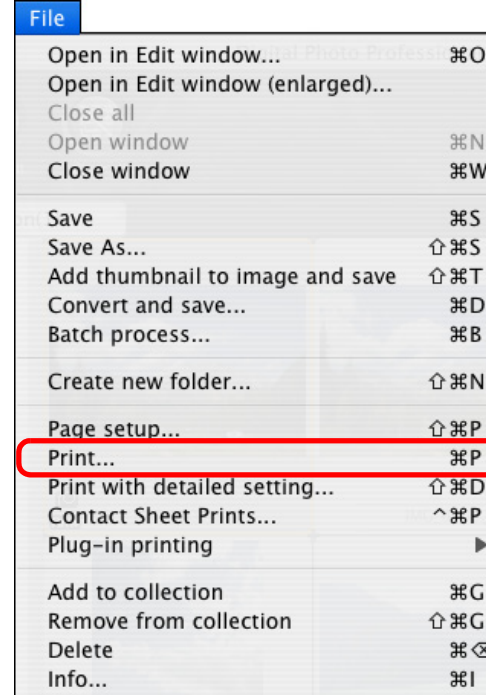 File
Open in Edit window... ⌘O
Open in Edit window (enlarged)...
Close all
Open window ⌘N
Close window ⌘W
Save ⌘S
Save As... ⇧⌘S
Add thumbnail to image and save ⇧⌘T
Convert and save... ⌘D
Batch process... ⌘B
Create new folder... ⇧⌘N
Page setup... ⇧⌘P
Print... ⌘P
Print with detailed setting... ⇧⌘D
Contact Sheet Prints... ^⌘P
Plug-in printing ▶
Add to collection ⌘G
Remove from collection ⇧⌘G
Delete ⌘⌫
Info... ⌘I